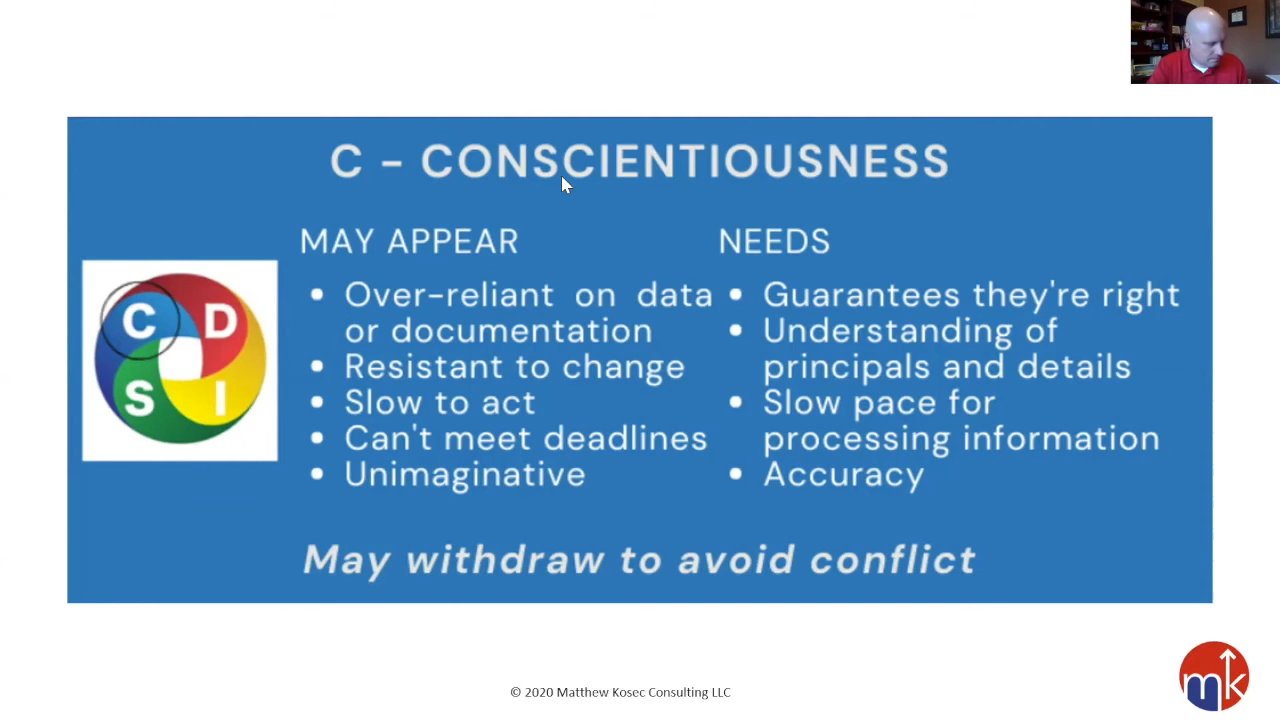 C – CONSCIENTIOUSNESS
MAY APPEAR
• Over-reliant on data
or documentation
• Resistant to change
• Slow to act
• Can't meet deadlines
• Unimaginative
NEEDS
• Guarantees they're right
• Understanding of
principals and details
• Slow pace for
processing information
• Accuracy
C D
S I
May withdraw to avoid conflict
© 2020 Matthew Kosec Consulting LLC
mk